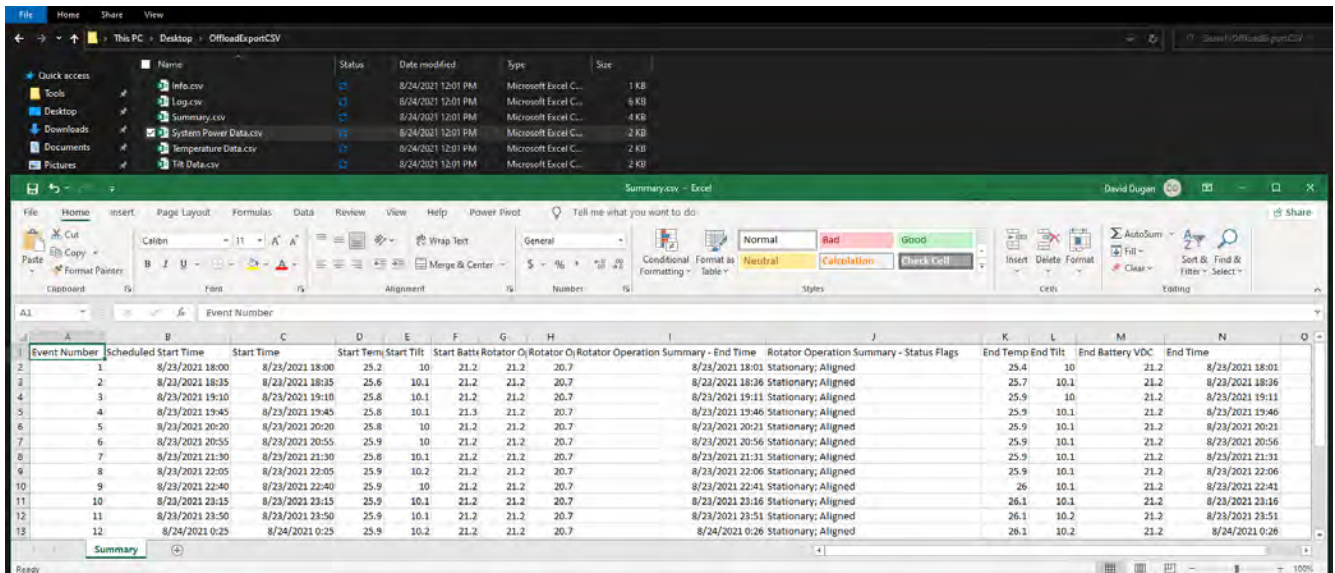 File Home Share View
This PC > Desktop > OffloadExportCSV
Name Status Date modified Type Size
Quick access
Tools
Desktop
Downloads
Documents
Pictures
Info.csv 8/24/2021 12:01 PM Microsoft Excel C... 1 KB
Log.csv 8/24/2021 12:01 PM Microsoft Excel C... 6 KB
Summary.csv 8/24/2021 12:01 PM Microsoft Excel C... 4 KB
System Power Data.csv 8/24/2021 12:01 PM Microsoft Excel C... 2 KB
Temperature Data.csv 8/24/2021 12:01 PM Microsoft Excel C... 2 KB
Tilt Data.csv 8/24/2021 12:01 PM Microsoft Excel C... 2 KB
Summary.csv - Excel David Dugan DD
File Home Insert Page Layout Formulas Data Review View Help Power Pivot Tell me what you want to do Share
Paste Cut Copy Format Painter
Calibri 11 Wrap Text General
B I U Merge & Center $ %
Conditional Formatting Format as Table Normal Bad Good
Neutral Calculation Check Cell
Insert Delete Format AutoSum Fill Clear Sort & Filter Find & Select
Clipboard Font Alignment Number Styles Cells Editing
A1 fx Event Number
A B C D E F G H I J K L M N O
1 Event Number Scheduled Start Time Start Time Start Tem Start Tilt Start Batt Rotator O Rotator O Rotator Operation Summary - End Time Rotator Operation Summary - Status Flags End Temp End Tilt End Battery VDC End Time
2 1 8/23/2021 18:00 8/23/2021 18:00 25.2 10 21.2 21.2 20.7 8/23/2021 18:01 Stationary; Aligned 25.4 10 21.2 8/23/2021 18:01
3 2 8/23/2021 18:35 8/23/2021 18:35 25.6 10.1 21.2 21.2 20.7 8/23/2021 18:36 Stationary; Aligned 25.7 10.1 21.2 8/23/2021 18:36
4 3 8/23/2021 19:10 8/23/2021 19:10 25.8 10.1 21.2 21.2 20.7 8/23/2021 19:11 Stationary; Aligned 25.9 10 21.2 8/23/2021 19:11
5 4 8/23/2021 19:45 8/23/2021 19:45 25.8 10.1 21.3 21.2 20.7 8/23/2021 19:46 Stationary; Aligned 25.9 10.1 21.2 8/23/2021 19:46
6 5 8/23/2021 20:20 8/23/2021 20:20 25.8 10 21.2 21.2 20.7 8/23/2021 20:21 Stationary; Aligned 25.9 10.1 21.2 8/23/2021 20:21
7 6 8/23/2021 20:55 8/23/2021 20:55 25.9 10 21.2 21.2 20.7 8/23/2021 20:56 Stationary; Aligned 25.9 10.1 21.2 8/23/2021 20:56
8 7 8/23/2021 21:30 8/23/2021 21:30 25.8 10.1 21.2 21.2 20.7 8/23/2021 21:31 Stationary; Aligned 25.9 10.1 21.2 8/23/2021 21:31
9 8 8/23/2021 22:05 8/23/2021 22:05 25.9 10.2 21.2 21.2 20.7 8/23/2021 22:06 Stationary; Aligned 25.9 10.1 21.2 8/23/2021 22:06
10 9 8/23/2021 22:40 8/23/2021 22:40 25.9 10 21.2 21.2 20.7 8/23/2021 22:41 Stationary; Aligned 26 10.1 21.2 8/23/2021 22:41
11 10 8/23/2021 23:15 8/23/2021 23:15 25.9 10.1 21.2 21.2 20.7 8/23/2021 23:16 Stationary; Aligned 26.1 10.1 21.2 8/23/2021 23:16
12 11 8/23/2021 23:50 8/23/2021 23:50 25.9 10.1 21.2 21.2 20.7 8/23/2021 23:51 Stationary; Aligned 26.1 10.2 21.2 8/23/2021 23:51
13 12 8/24/2021 0:25 8/24/2021 0:25 25.9 10.2 21.2 21.2 20.7 8/24/2021 0:26 Stationary; Aligned 26.1 10.2 21.2 8/24/2021 0:26
Summary
Ready 100%